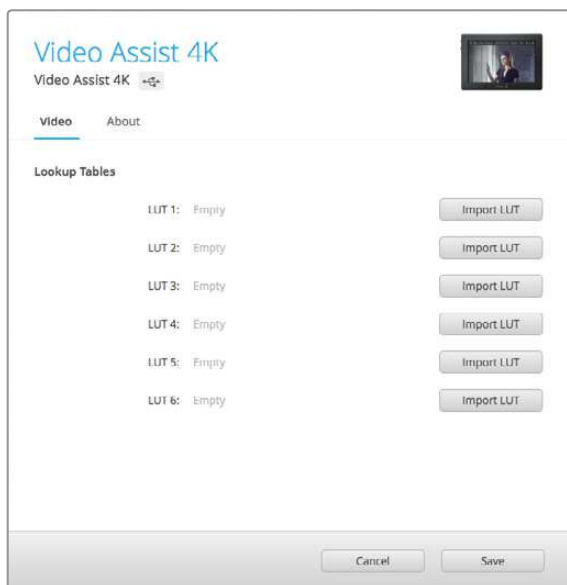 Video Assist 4K
Video Assist 4K
Video About
Lookup Tables
LUT 1: Empty Import LUT
LUT 2: Empty Import LUT
LUT 3: Empty Import LUT
LUT 4: Empty Import LUT
LUT 5: Empty Import LUT
LUT 6: Empty Import LUT
Cancel Save